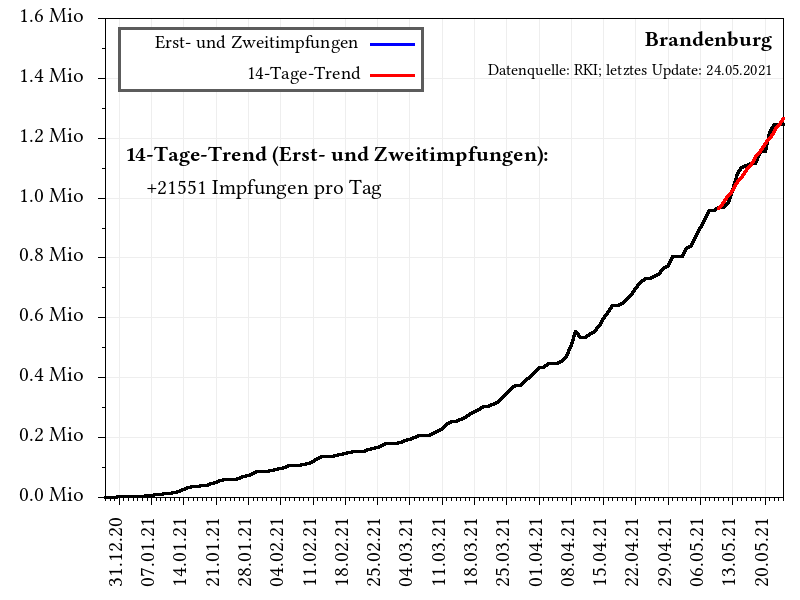 1.6 Mio
1.4 Mio
1.2 Mio
1.0 Mio
0.8 Mio
0.6 Mio
0.4 Mio
0.2 Mio
0.0 Mio
Erst- und Zweitimpfungen
14-Tage-Trend
Brandenburg
Datenquelle: RKI; letztes Update: 24.05.2021
14-Tage-Trend (Erst- und Zweitimpfungen):
+21551 Impfungen pro Tag
31.12.20
07.01.21
14.01.21
21.01.21
28.01.21
04.02.21
11.02.21
18.02.21
25.02.21
04.03.21
11.03.21
18.03.21
25.03.21
01.04.21
08.04.21
15.04.21
22.04.21
29.04.21
06.05.21
13.05.21
20.05.21